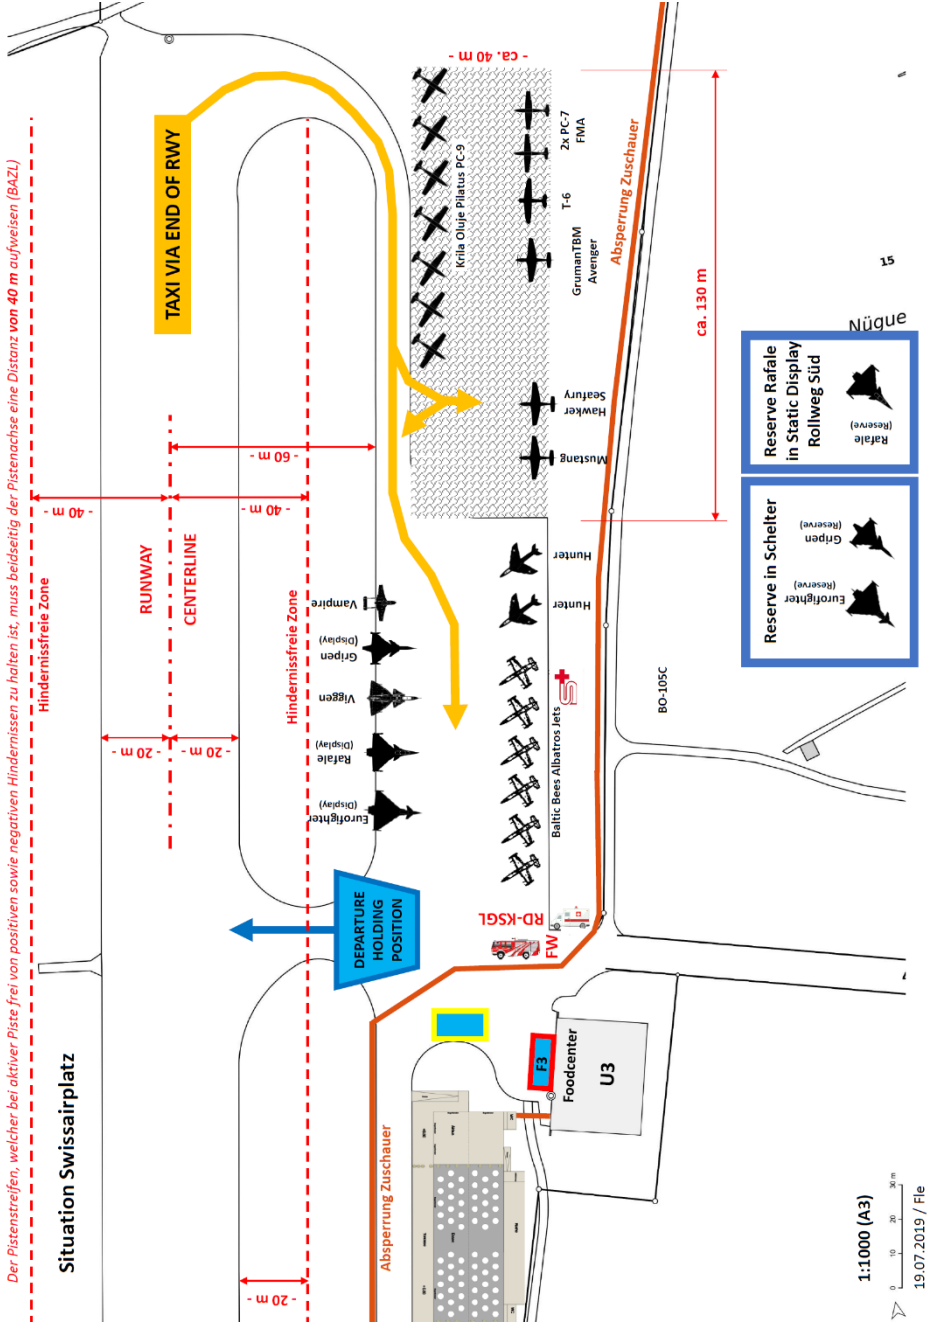 Der Pistenstreifen, welcher bei aktiver Piste frei von positiven sowie negativen Hindernissen zu halten ist, muss beidseitig der Pistenachse eine Distanz von 40 m aufweisen (BAZL)
Situation Swissairplatz
Hindernissfreie Zone
- 40 m -
- 20 m -
RUNWAY
CENTERLINE
- 20 m -
- 40 m -
- 60 m -
TAXI VIA END OF RWY
Hindernissfreie Zone
- 20 m -
DEPARTURE
HOLDING
POSITION
Eurofighter
(Display)
Rafale
(Display)
Viggen
Gripen
(Display)
Vampire
- ca. 40 m -
Krila Oluje Pilatus PC-9
2x PC-7
FMA
T-6
GrumanTBM
Avenger
Hawker
Seafury
Mustang
Hunter
Hunter
Baltic Bees Albatros Jets
S+
RD-KSGL
FW
Absperrung Zuschauer
Absperrung Zuschauer
ca. 130 m
BO-105C
F3
Foodcenter
U3
15
Nügue
Reserve in Schelter
Eurofighter
(Reserve)
Gripen
(Reserve)
Reserve Rafale
in Static Display
Rollweg Süd
Rafale
(Reserve)
1:1000 (A3)
0 10 20 30 m
19.07.2019 / Fle